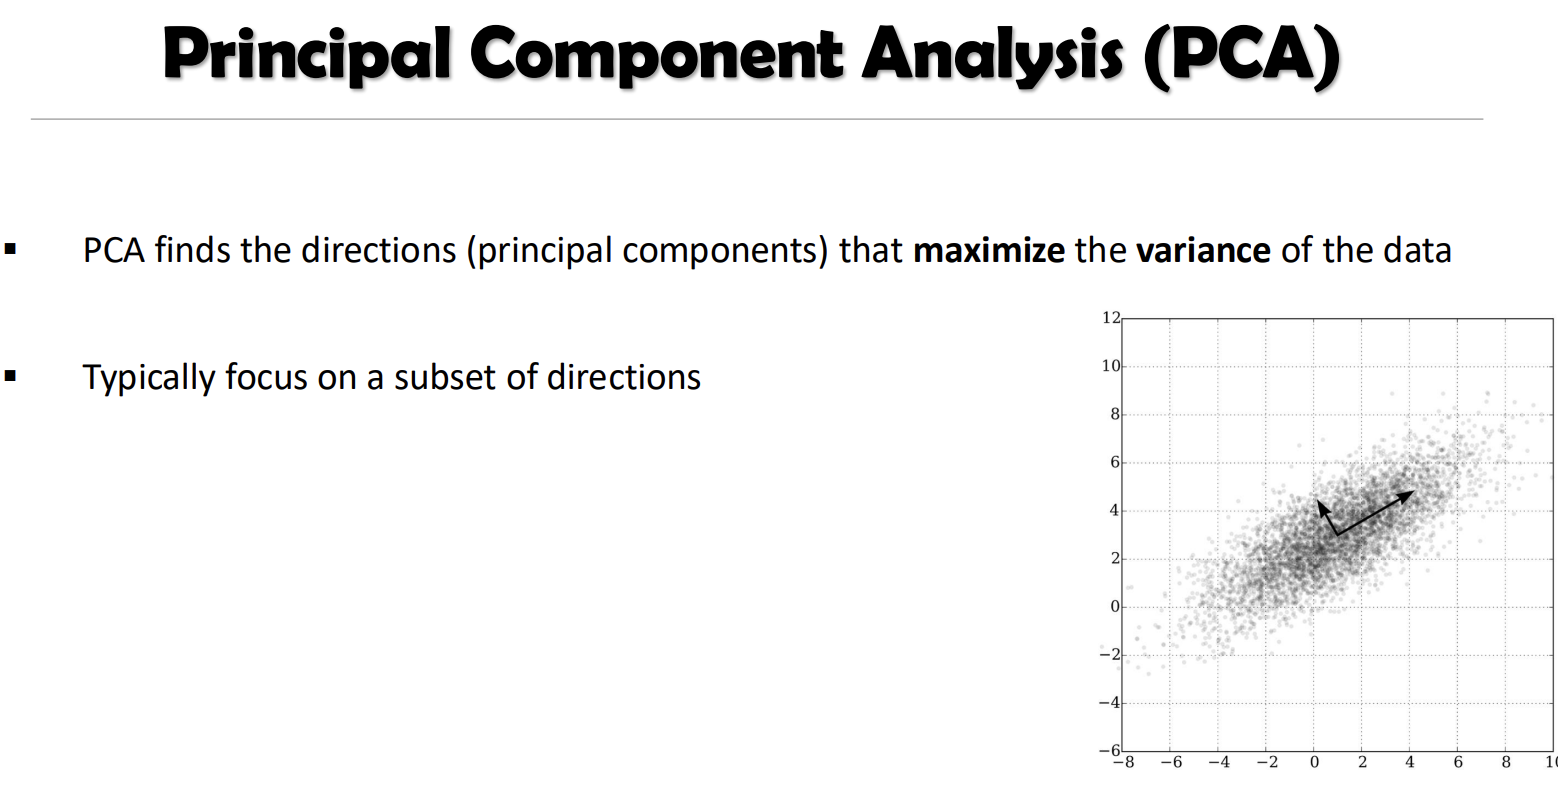 Principal Component Analysis (PCA)
▪ PCA finds the directions (principal components) that maximize the variance of the data
▪ Typically focus on a subset of directions
12
10
8
6
4
2
0
−2
−4
−6
−8 −6 −4 −2 0 2 4 6 8 10